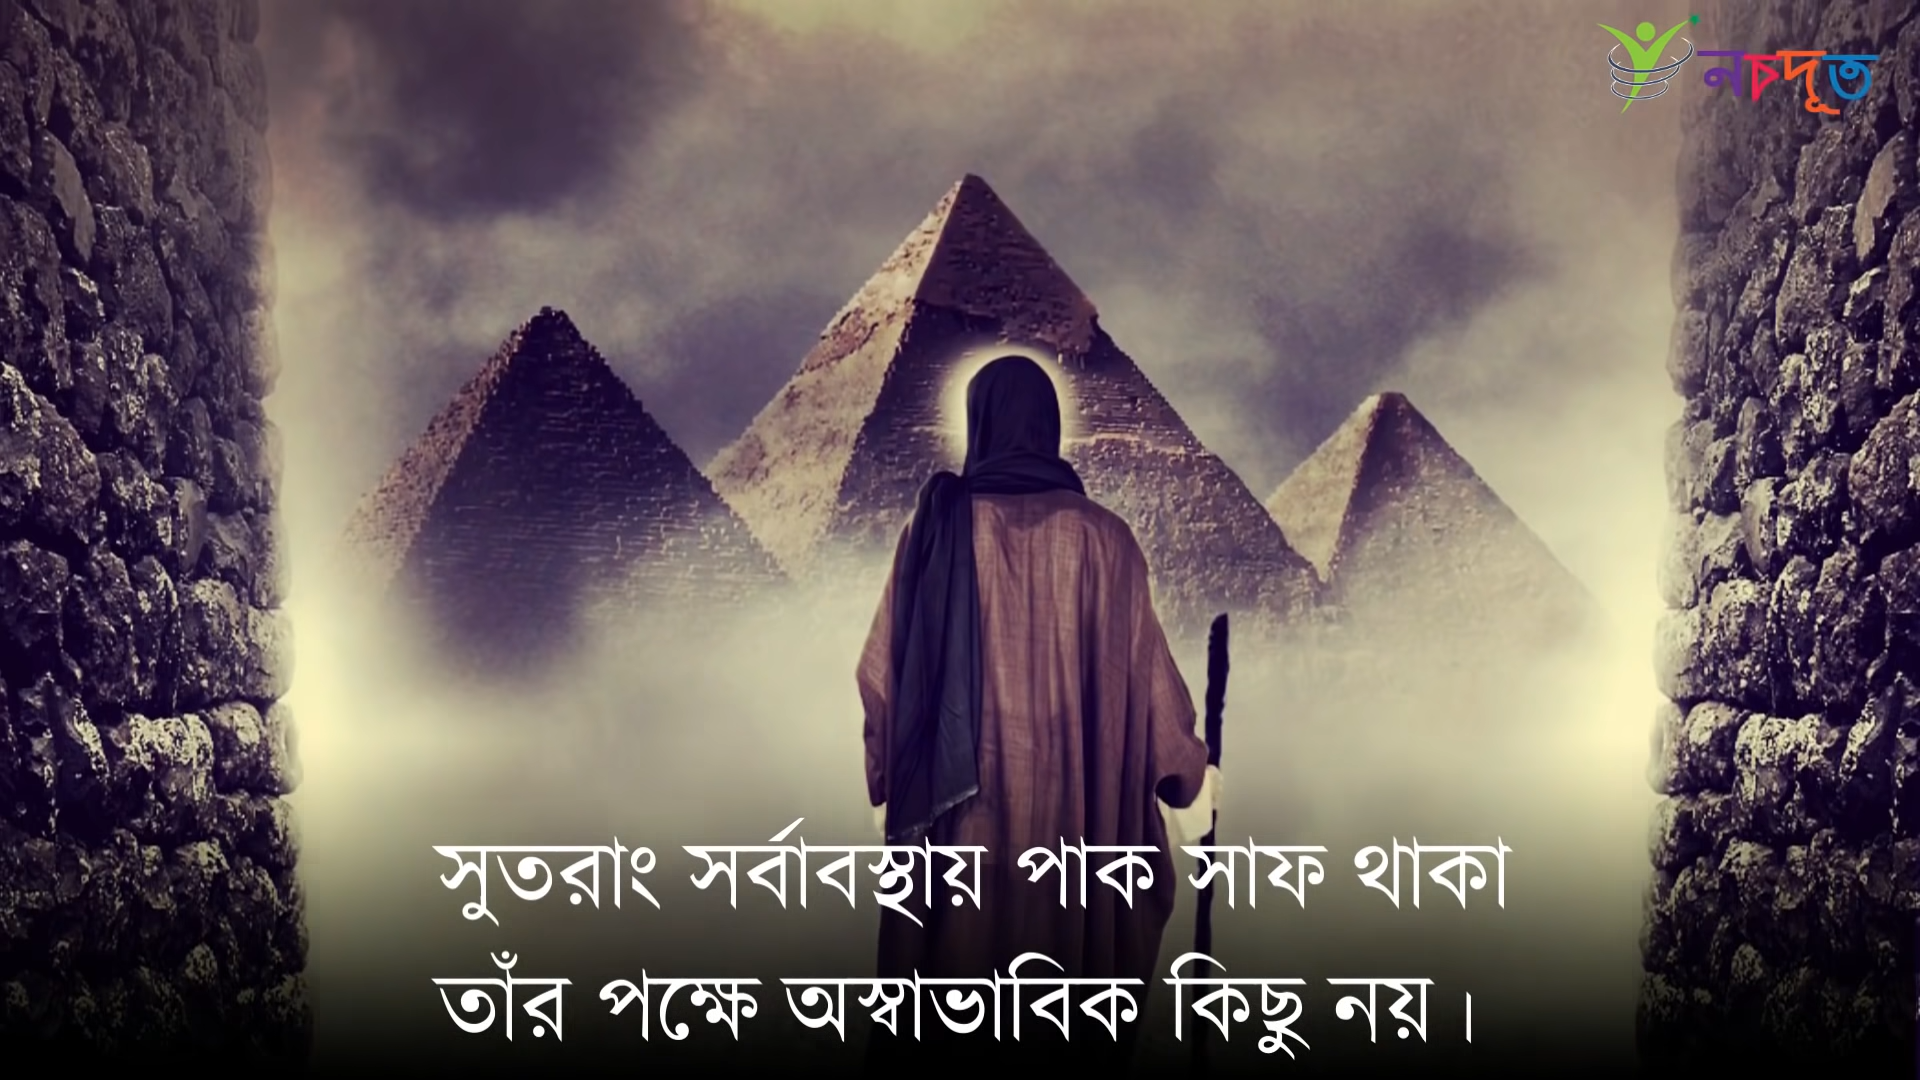 নচদূত
সুতরাং সর্বাবস্থায় পাক সাফ থাকা
তাঁর পক্ষে অস্বাভাবিক কিছু নয়।